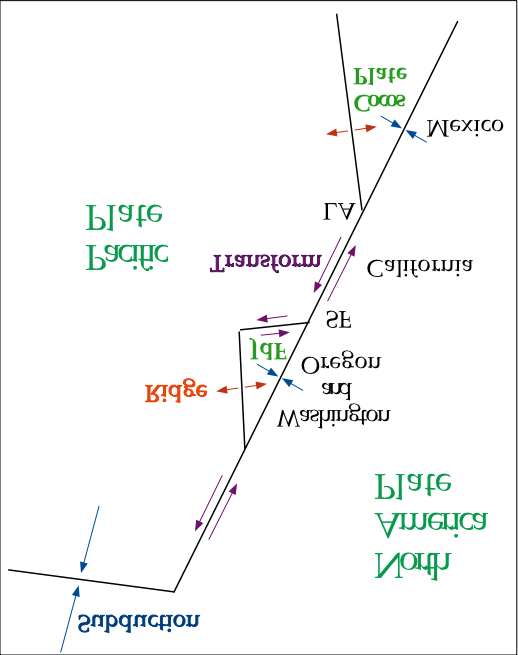 Subduction
North
America
Plate
Washington
and
Oregon
Ridge
JdF
SF
Transform
California
Pacific
Plate
LA
Mexico
Cocos
Plate